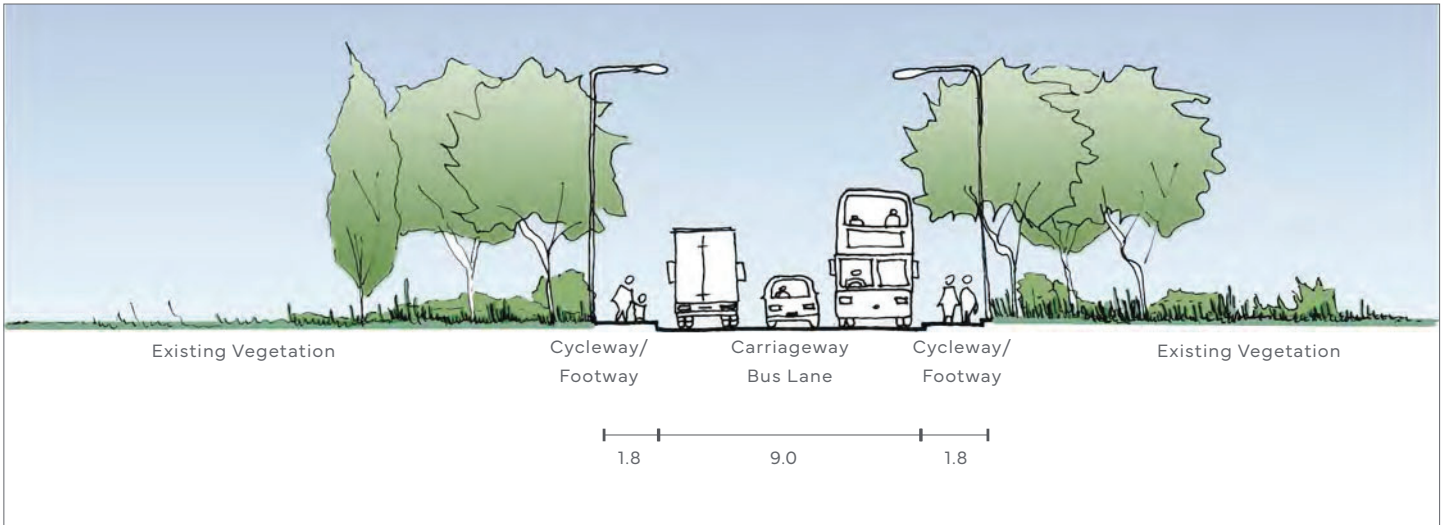 Existing Vegetation
Cycleway/
Footway
Carriageway
Bus Lane
Cycleway/
Footway
Existing Vegetation
1.8
9.0
1.8